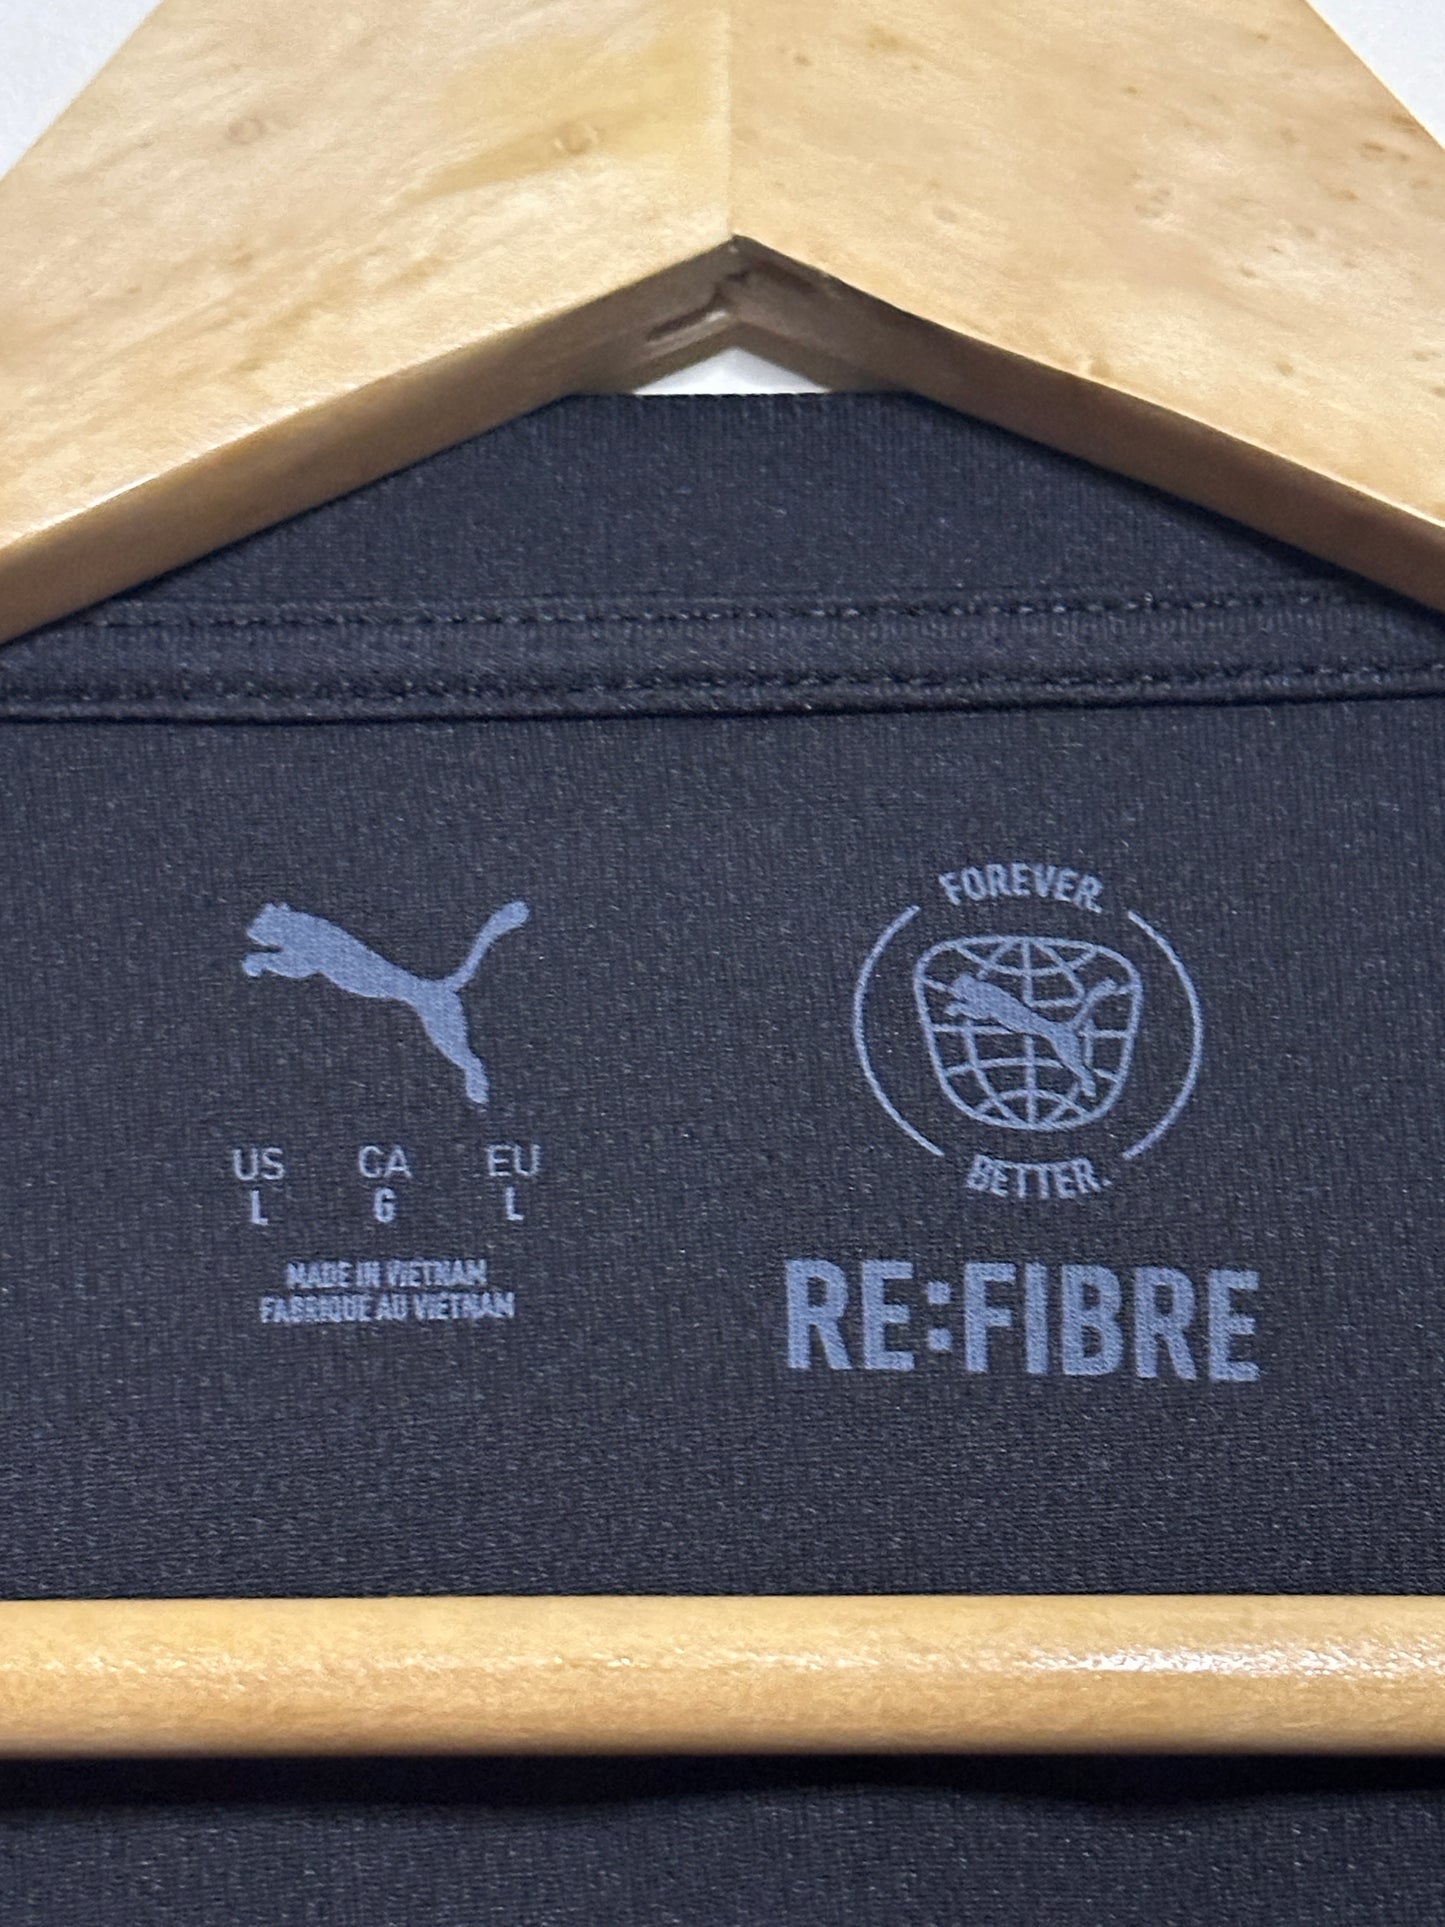 US CA EU
L G L
MADE IN VIETNAM
FABRIQUE AU VIETNAM
FOREVER.
BETTER.
RE:FIBRE